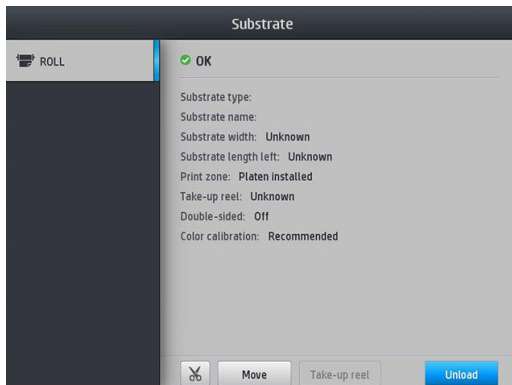 Substrate
ROLL
OK
Substrate type:
Substrate name:
Substrate width: Unknown
Substrate length left: Unknown
Print zone: Platen installed
Take-up reel: Unknown
Double-sided: Off
Color calibration: Recommended
Move Take-up reel Unload